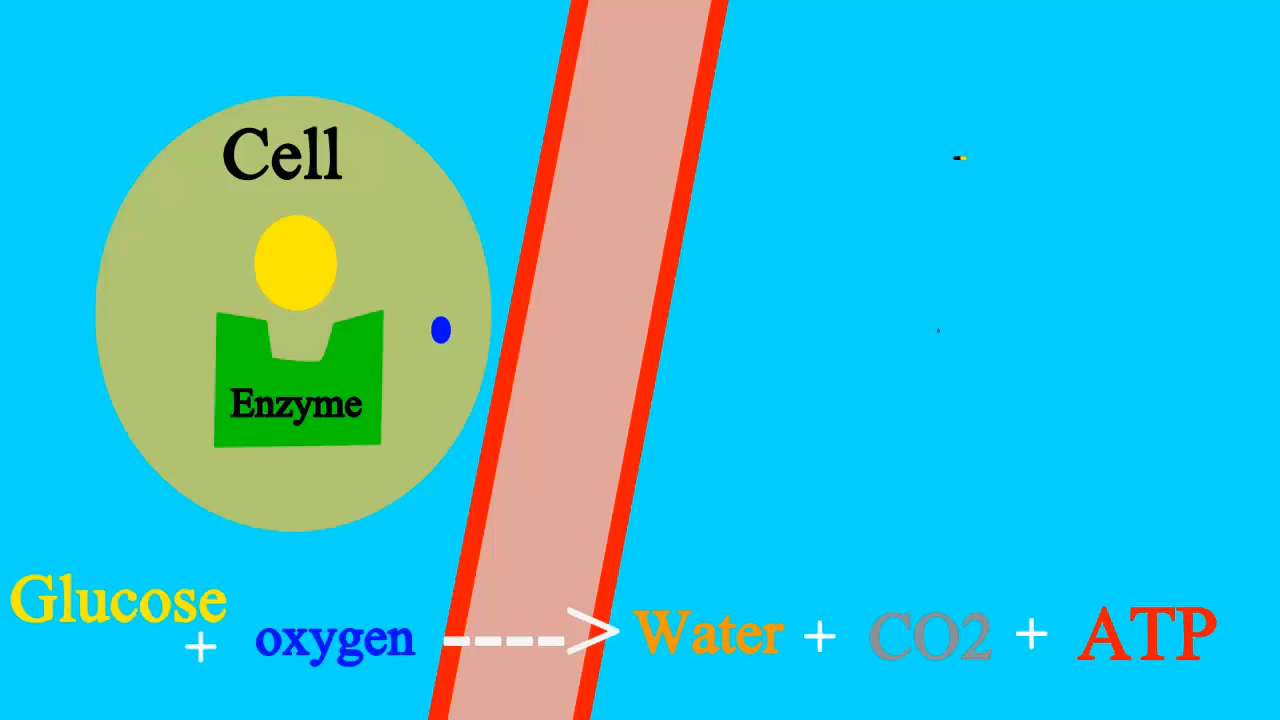 Cell
Enzyme
Glucose + oxygen ----> Water + CO2 + ATP